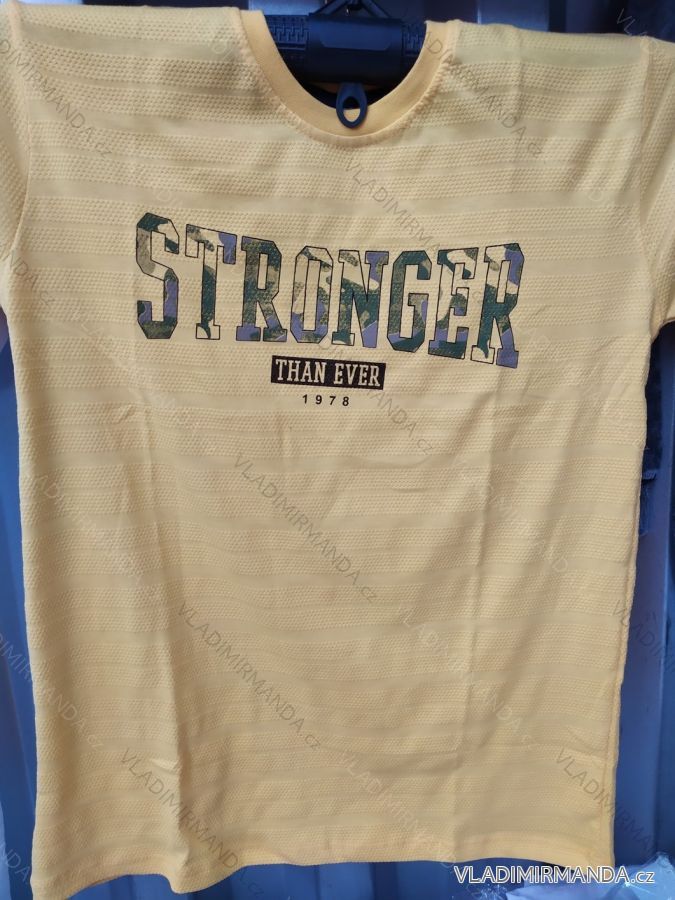 STRONGER
THAN EVER
1978
VLADIMIRMANDA.cz